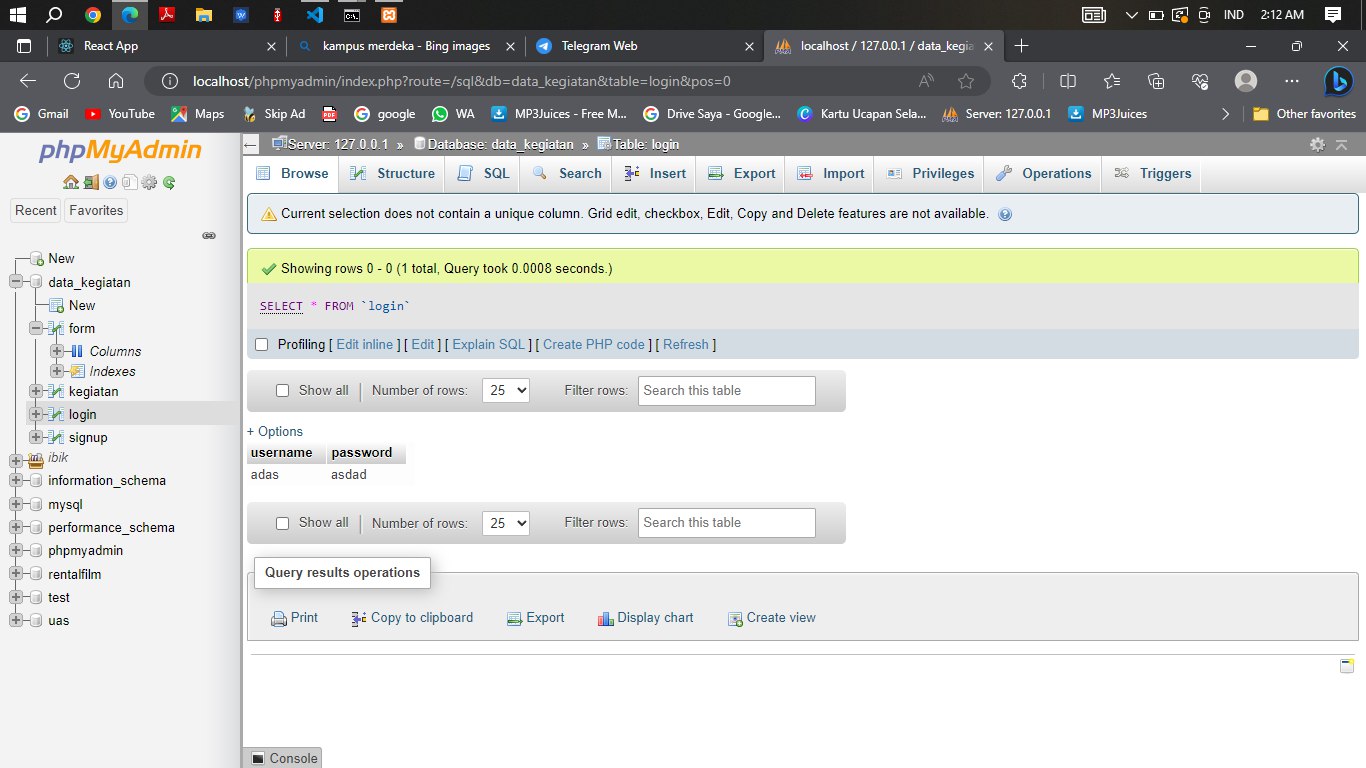 IND 2:12 AM
React App
kampus merdeka - Bing images
Telegram Web
localhost / 127.0.0.1 / data_kegia
localhost/phpmyadmin/index.php?route=/sql&db=data_kegiatan&table=login&pos=0
Gmail YouTube Maps Skip Ad google WA MP3Juices - Free M... Drive Saya - Google... Kartu Ucapan Sela... Server: 127.0.0.1 MP3Juices Other favorites
phpMyAdmin
Recent Favorites
New
data_kegiatan
New
form
Columns
Indexes
kegiatan
login
signup
ibik
information_schema
mysql
performance_schema
phpmyadmin
rentalfilm
test
uas
Server: 127.0.0.1 » Database: data_kegiatan » Table: login
Browse Structure SQL Search Insert Export Import Privileges Operations Triggers
Current selection does not contain a unique column. Grid edit, checkbox, Edit, Copy and Delete features are not available.
Showing rows 0 - 0 (1 total, Query took 0.0008 seconds.)
SELECT * FROM `login`
Profiling [ Edit inline ] [ Edit ] [ Explain SQL ] [ Create PHP code ] [ Refresh ]
Show all | Number of rows: 25 Filter rows: Search this table
+ Options
username password
adas asdad
Show all | Number of rows: 25 Filter rows: Search this table
Query results operations
Print Copy to clipboard Export Display chart Create view
Console